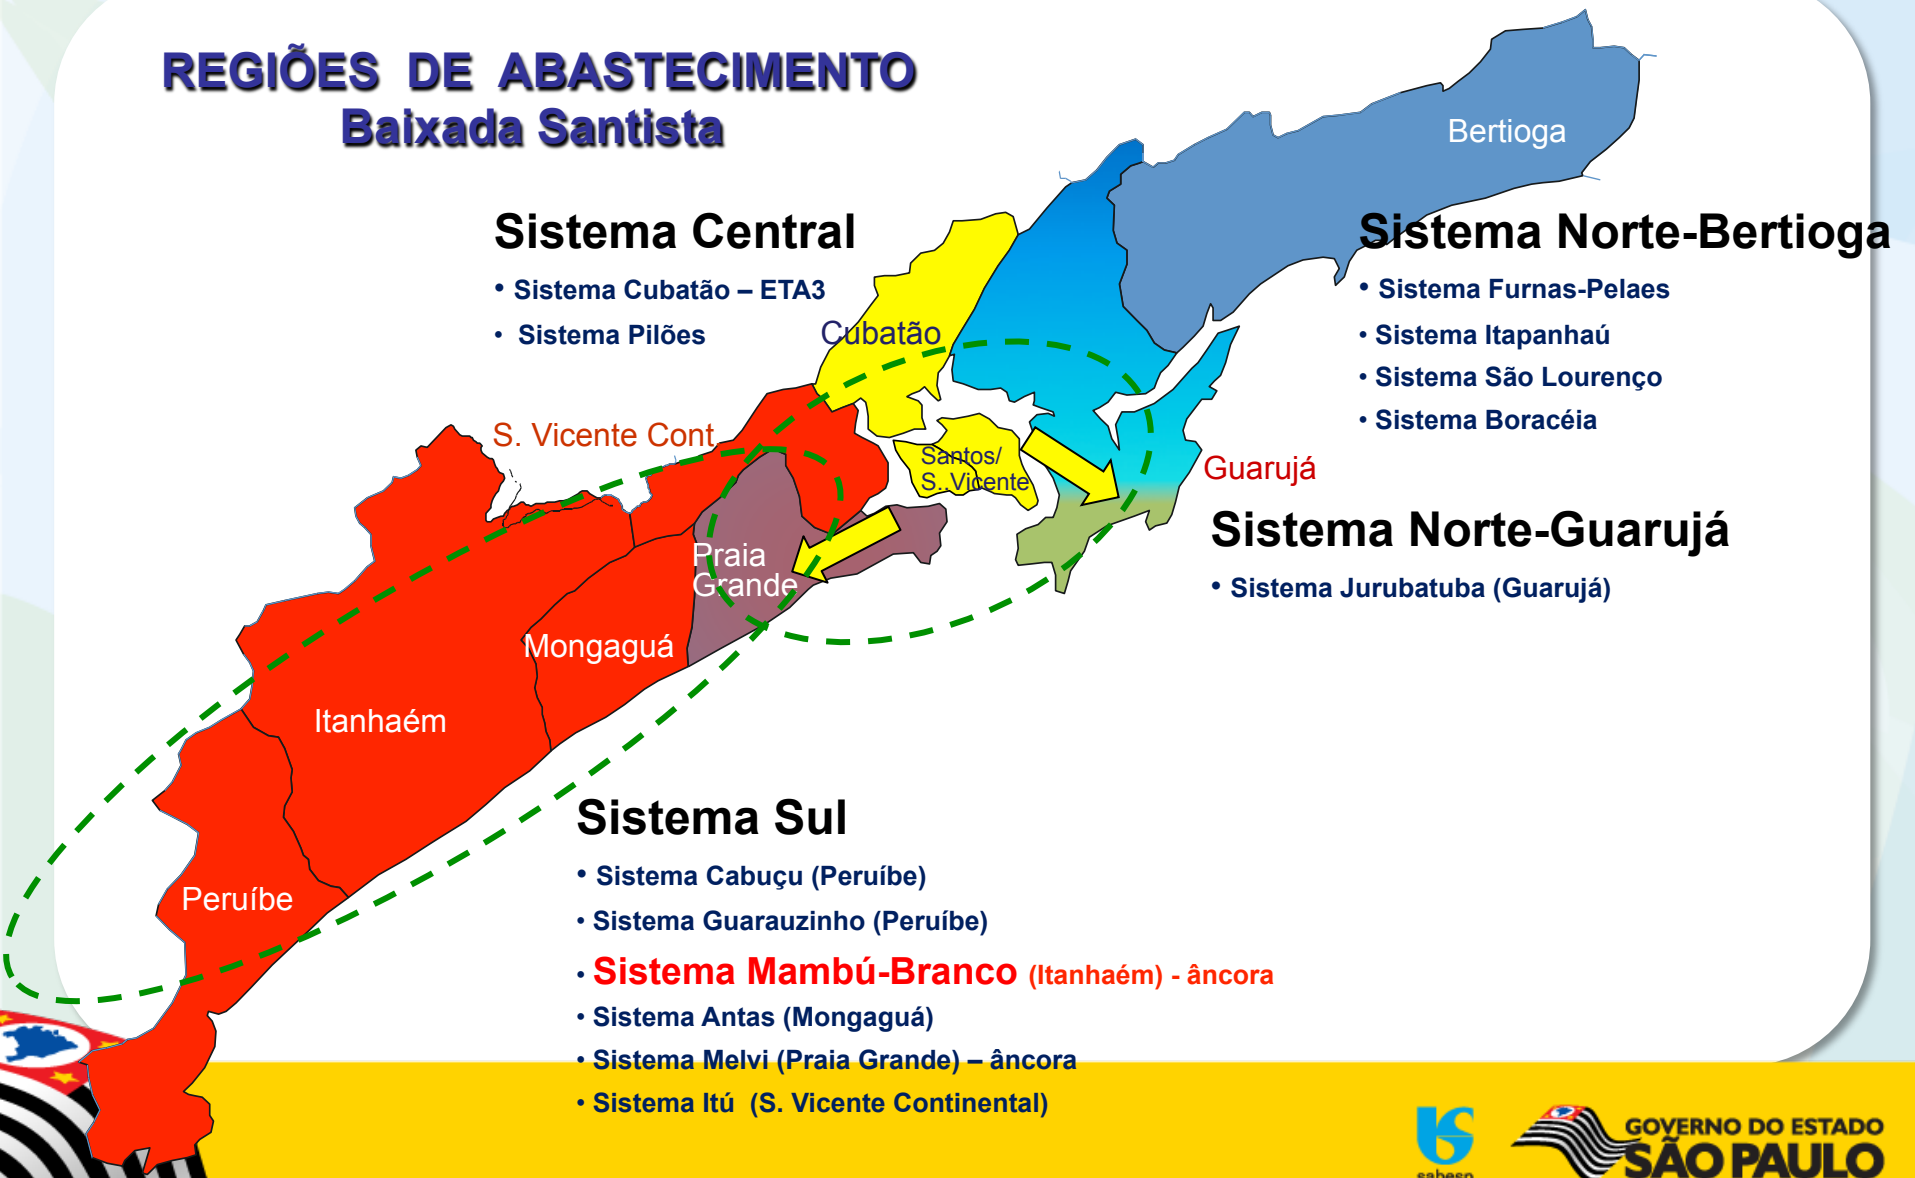 REGIÕES DE ABASTECIMENTO
Baixada Santista
Bertioga
Sistema Central
• Sistema Cubatão – ETA3
• Sistema Pilões
Cubatão
Sistema Norte-Bertioga
• Sistema Furnas-Pelaes
• Sistema Itapanhaú
• Sistema São Lourenço
• Sistema Boracéia
S. Vicente Cont.
Santos/
S..Vicente
Guarujá
Sistema Norte-Guarujá
• Sistema Jurubatuba (Guarujá)
Praia
Grande
Mongaguá
Itanhaém
Peruíbe
Sistema Sul
• Sistema Cabuçu (Peruíbe)
• Sistema Guarauzinho (Peruíbe)
• Sistema Mambú-Branco (Itanhaém) - âncora
• Sistema Antas (Mongaguá)
• Sistema Melvi (Praia Grande) – âncora
• Sistema Itú (S. Vicente Continental)
sabesp
GOVERNO DO ESTADO
SÃO PAULO